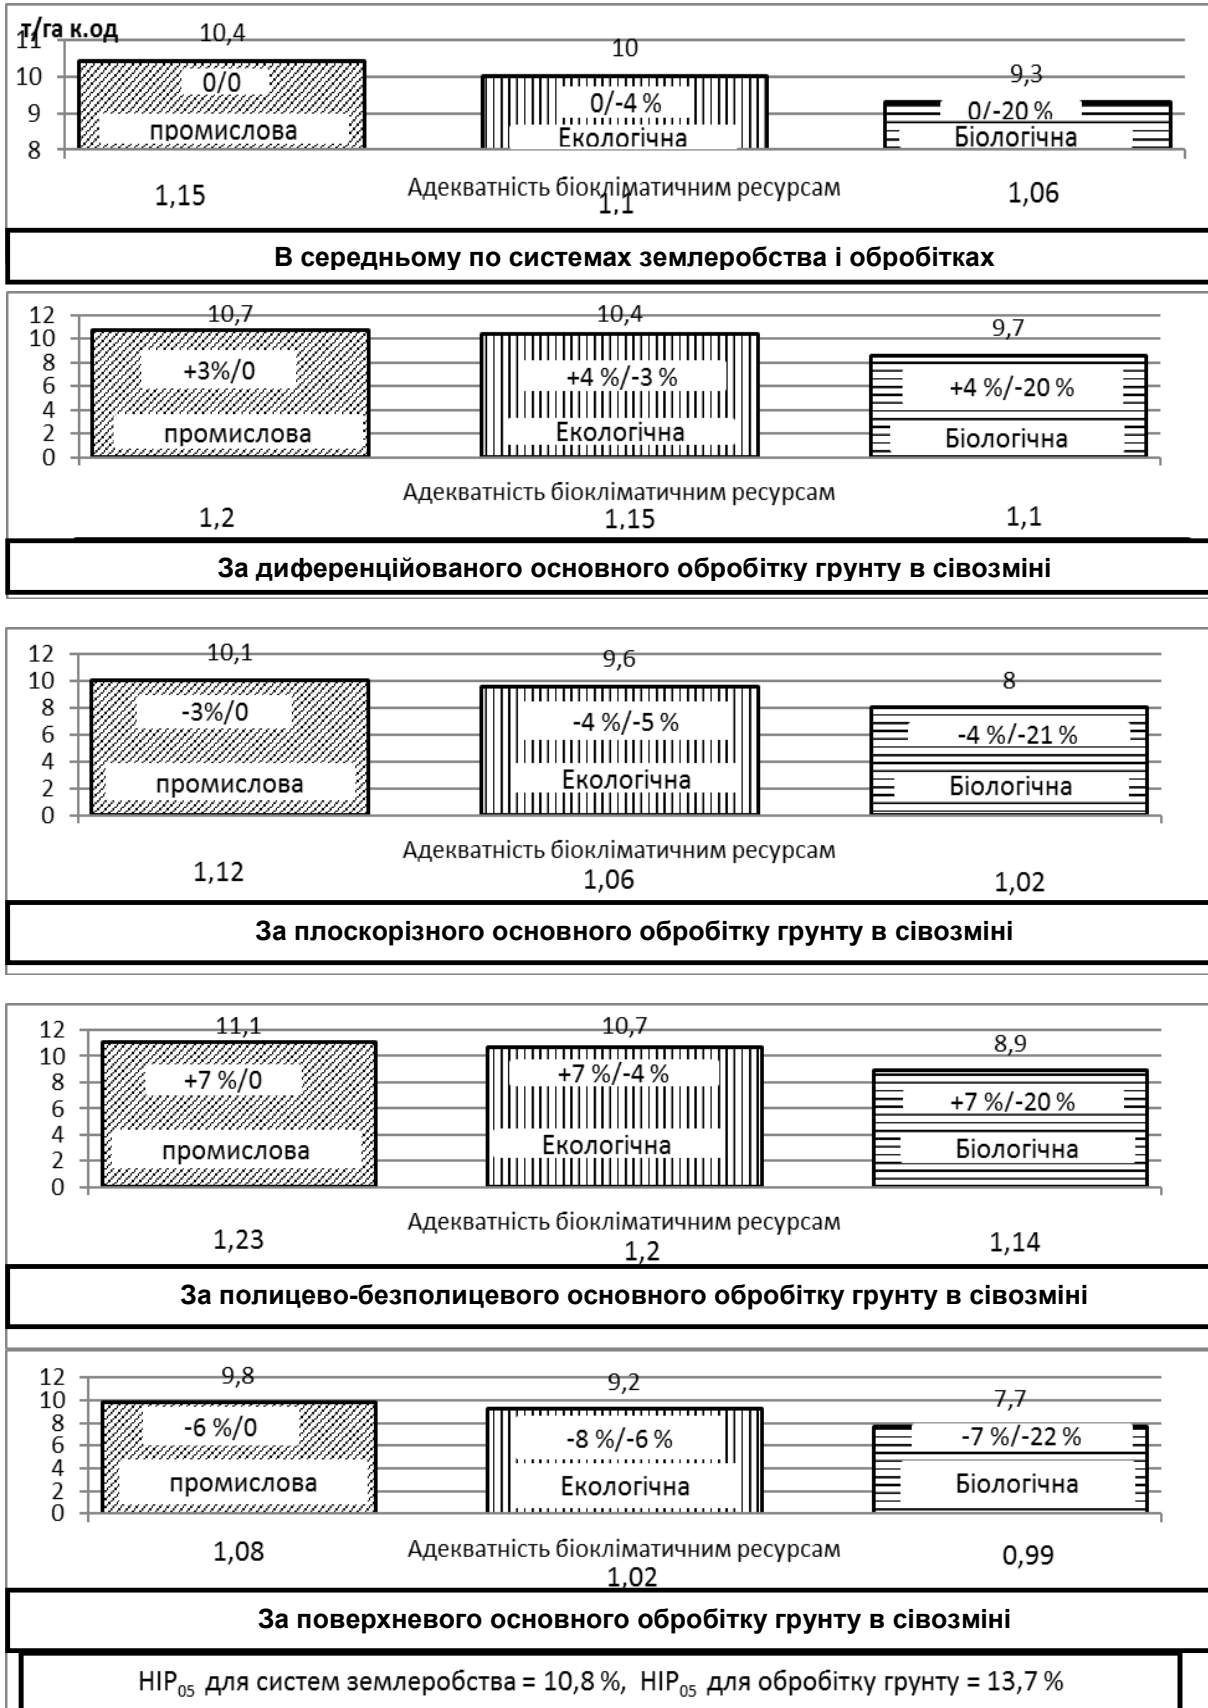 т/га к.од
10,4
10
9,3
11
10
9
8
0/0
0/-4 %
0/-20 %
промислова
Екологічна
Біологічна
Адекватність біокліматичним ресурсам
1,15
1,1
1,06
В середньому по системах землеробства і обробітках
10,7
10,4
9,7
12
10
8
6
4
2
0
+3%/0
+4 %/-3 %
+4 %/-20 %
промислова
Екологічна
Біологічна
Адекватність біокліматичним ресурсам
1,2
1,15
1,1
За диференційованого основного обробітку грунту в сівозміні
10,1
9,6
8
12
10
8
6
4
2
0
-3%/0
-4 %/-5 %
-4 %/-21 %
промислова
Екологічна
Біологічна
Адекватність біокліматичним ресурсам
1,12
1,06
1,02
За плоскорізного основного обробітку грунту в сівозміні
11,1
10,7
8,9
12
10
8
6
4
2
0
+7 %/0
+7 %/-4 %
+7 %/-20 %
промислова
Екологічна
Біологічна
Адекватність біокліматичним ресурсам
1,23
1,2
1,14
За полицево-безполицевого основного обробітку грунту в сівозміні
9,8
9,2
7,7
12
10
8
6
4
2
0
-6 %/0
-8 %/-6 %
-7 %/-22 %
промислова
Екологічна
Біологічна
Адекватність біокліматичним ресурсам
1,08
1,02
0,99
За поверхневого основного обробітку грунту в сівозміні
НІР₀₅ для систем землеробства = 10,8 %, НІР₀₅ для обробітку грунту = 13,7 %